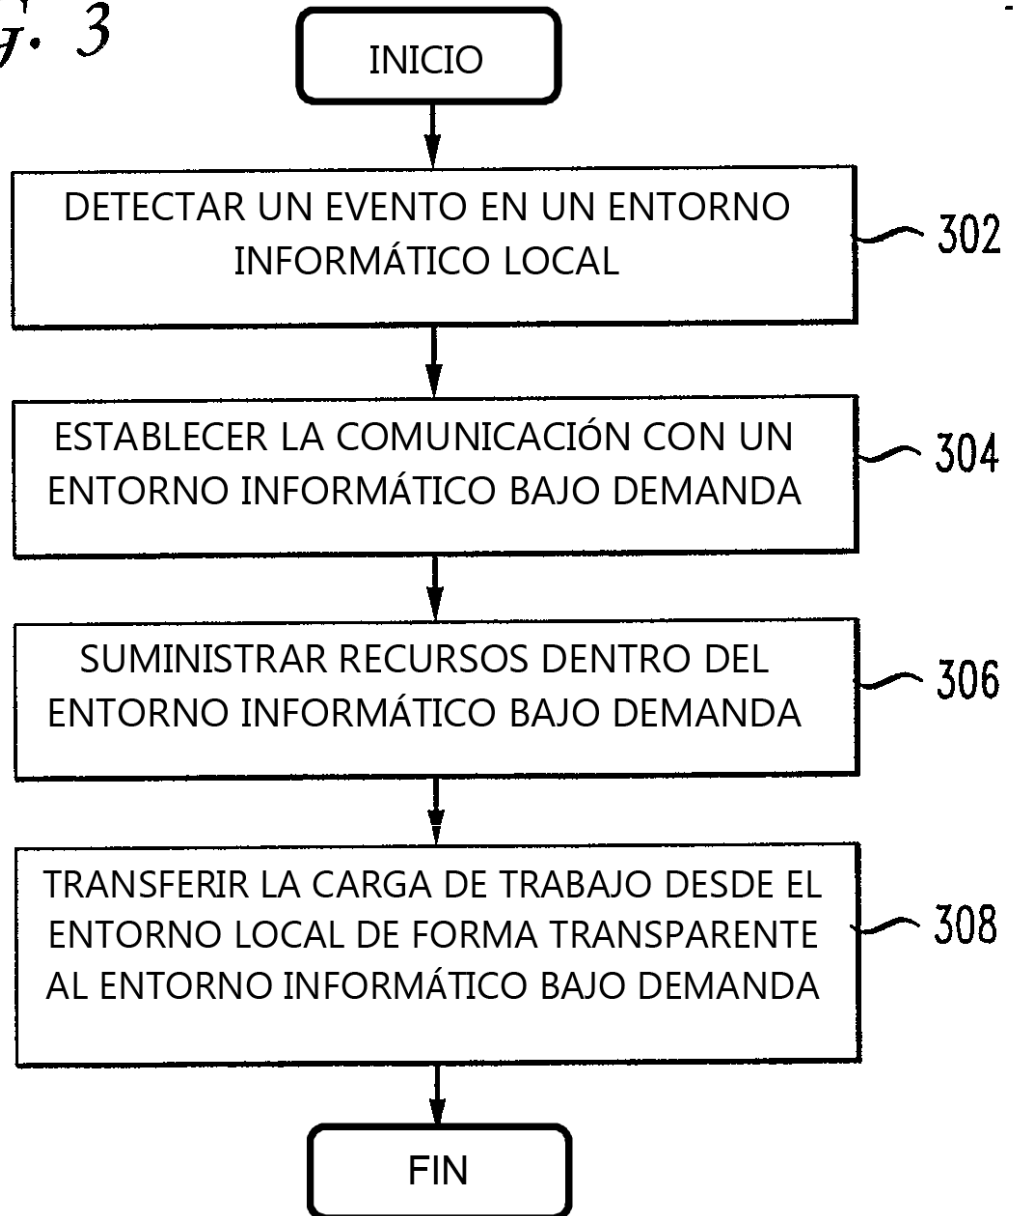 G. 3
INICIO
DETECTAR UN EVENTO EN UN ENTORNO
INFORMÁTICO LOCAL
302
ESTABLECER LA COMUNICACIÓN CON UN
ENTORNO INFORMÁTICO BAJO DEMANDA
304
SUMINISTRAR RECURSOS DENTRO DEL
ENTORNO INFORMÁTICO BAJO DEMANDA
306
TRANSFERIR LA CARGA DE TRABAJO DESDE EL
ENTORNO LOCAL DE FORMA TRANSPARENTE
AL ENTORNO INFORMÁTICO BAJO DEMANDA
308
FIN